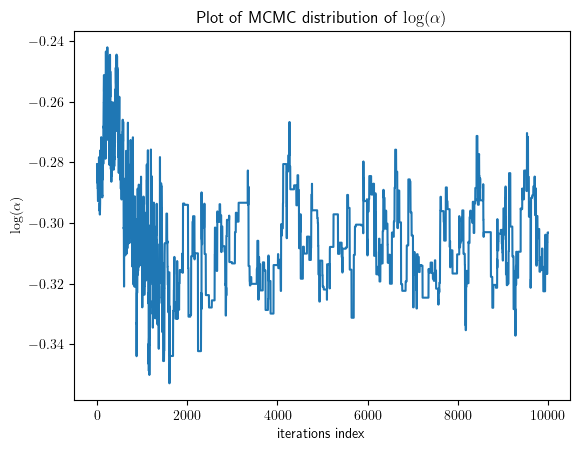 Plot of MCMC distribution of log(α)
−0.24
−0.26
−0.28
−0.30
−0.32
−0.34
log(α)
0 2000 4000 6000 8000 10000
iterations index